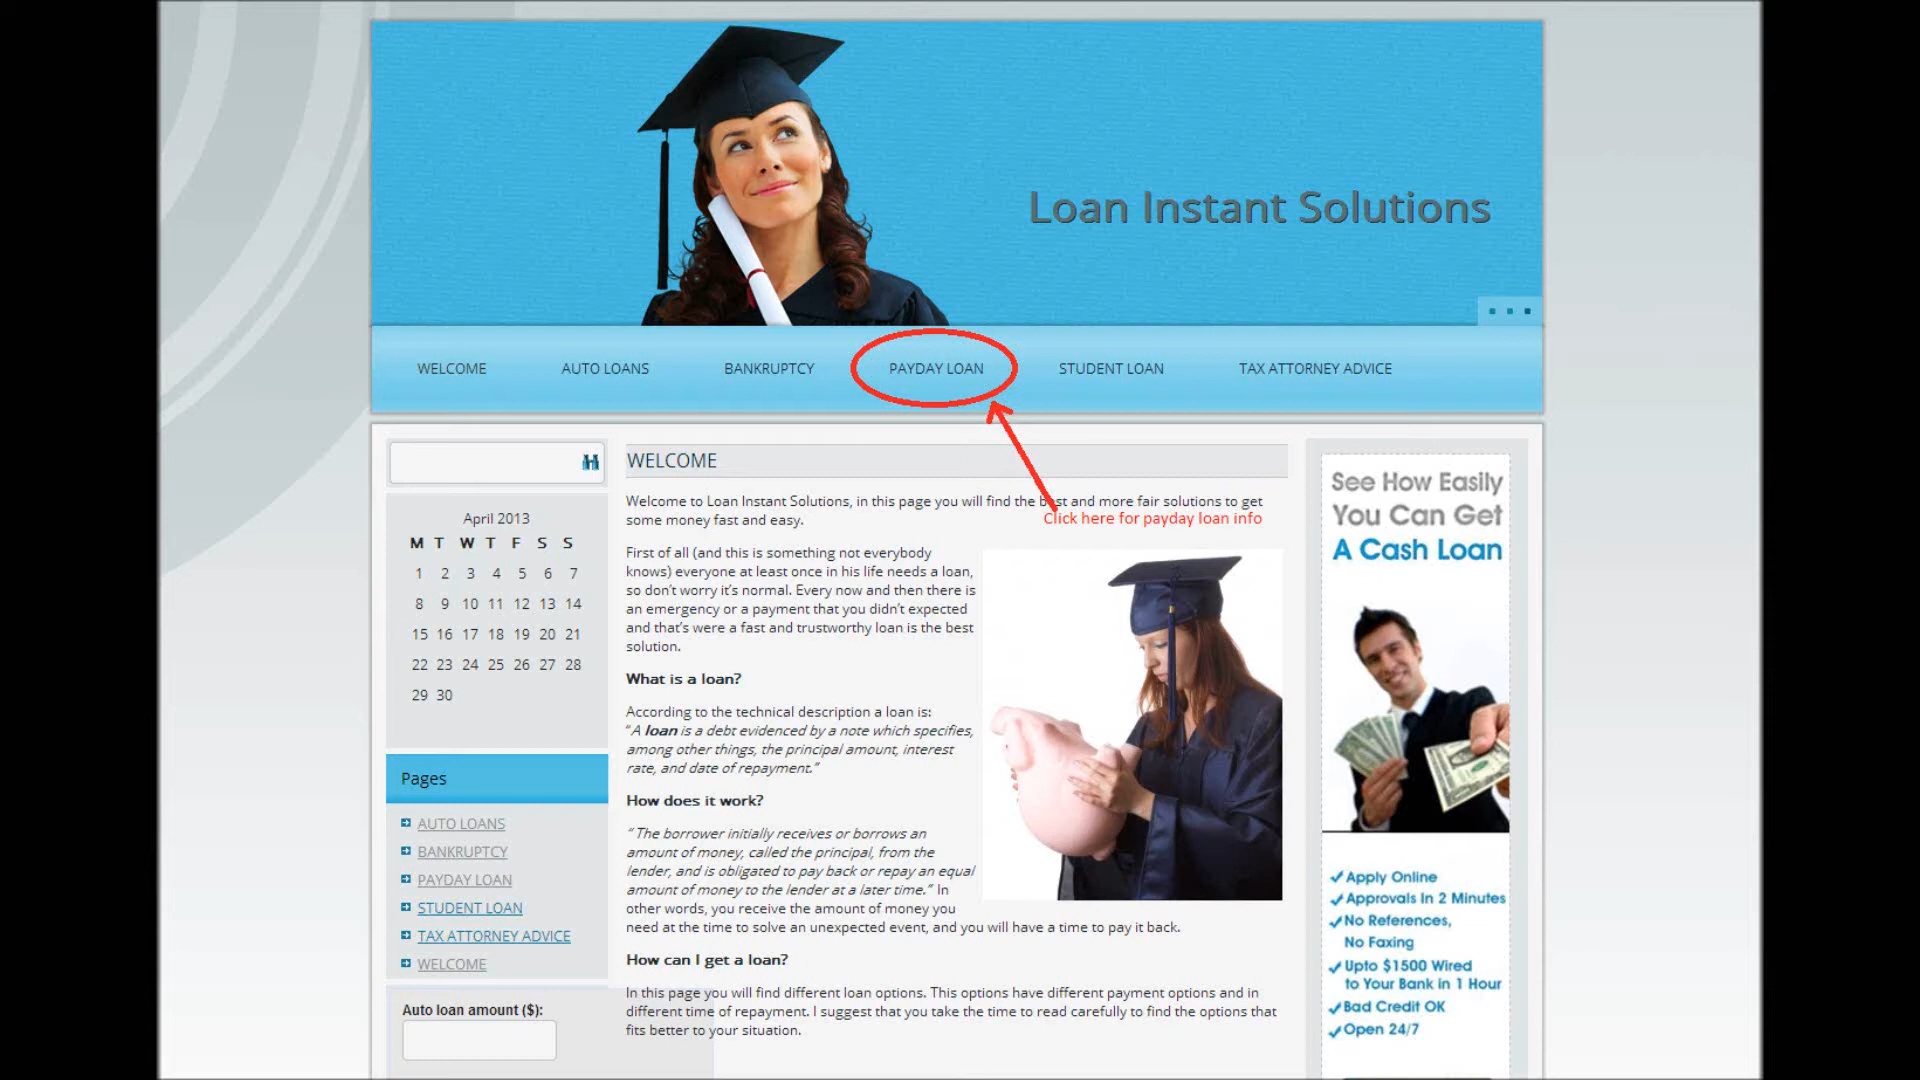 Loan Instant Solutions
WELCOME
AUTO LOANS
BANKRUPTCY
PAYDAY LOAN
STUDENT LOAN
TAX ATTORNEY ADVICE
April 2013
M T W T F S S
1 2 3 4 5 6 7
8 9 10 11 12 13 14
15 16 17 18 19 20 21
22 23 24 25 26 27 28
29 30
Pages
AUTO LOANS
BANKRUPTCY
PAYDAY LOAN
STUDENT LOAN
TAX ATTORNEY ADVICE
WELCOME
Auto loan amount ($):
WELCOME
Welcome to Loan Instant Solutions, in this page you will find the best and more fair solutions to get
some money fast and easy.
Click here for payday loan info
First of all (and this is something not everybody
knows) everyone at least once in his life needs a loan,
so don't worry it's normal. Every now and then there is
an emergency or a payment that you didn't expected
and that's were a fast and trustworthy loan is the best
solution.
What is a loan?
According to the technical description a loan is:
"A loan is a debt evidenced by a note which specifies,
among other things, the principal amount, interest
rate, and date of repayment."
How does it work?
" The borrower initially receives or borrows an
amount of money, called the principal, from the
lender, and is obligated to pay back or repay an equal
amount of money to the lender at a later time." In
other words, you receive the amount of money you
need at the time to solve an unexpected event, and you will have a time to pay it back.
How can I get a loan?
In this page you will find different loan options. This options have different payment options and in
different time of repayment. I suggest that you take the time to read carefully to find the options that
fits better to your situation.
See How Easily
You Can Get
A Cash Loan
Apply Online
Approvals In 2 Minutes
No References,
No Faxing
Upto $1500 Wired
to Your Bank in 1 Hour
Bad Credit OK
Open 24/7